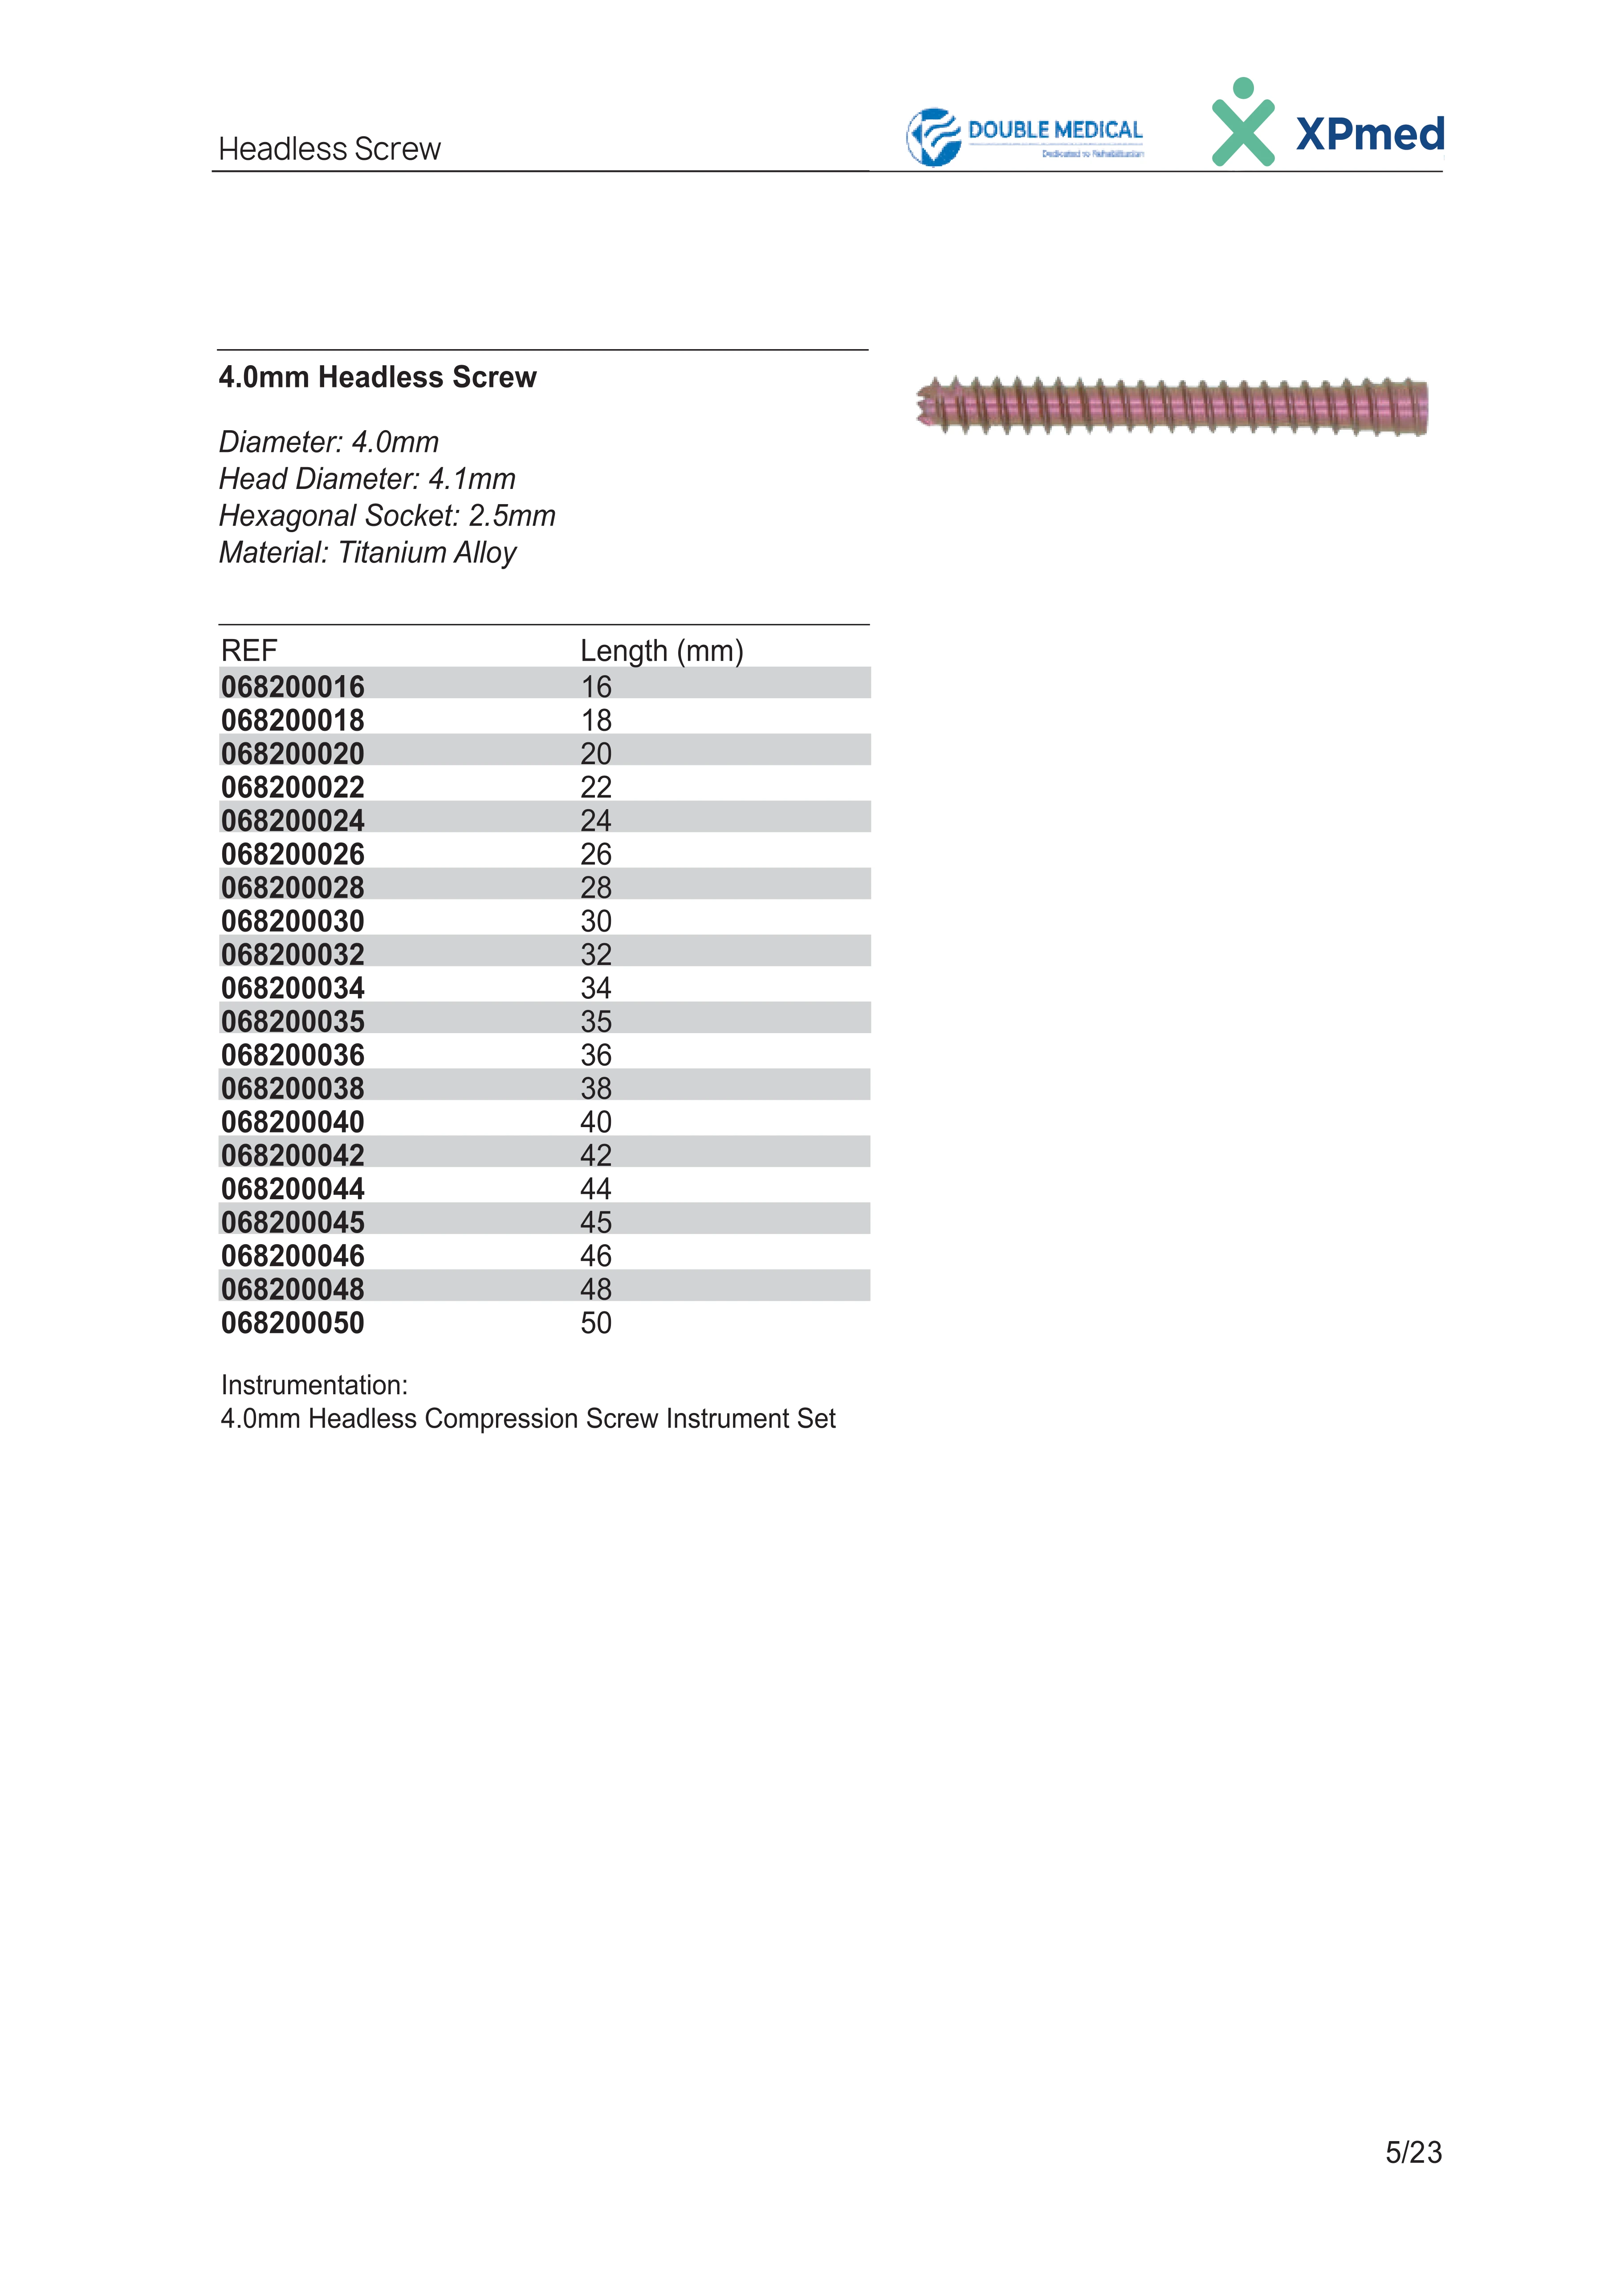 Headless Screw
DOUBLE MEDICAL
Dedicated to Rehabilitation
XPmed
4.0mm Headless Screw
Diameter: 4.0mm
Head Diameter: 4.1mm
Hexagonal Socket: 2.5mm
Material: Titanium Alloy
REF Length (mm)
068200016 16
068200018 18
068200020 20
068200022 22
068200024 24
068200026 26
068200028 28
068200030 30
068200032 32
068200034 34
068200035 35
068200036 36
068200038 38
068200040 40
068200042 42
068200044 44
068200045 45
068200046 46
068200048 48
068200050 50
Instrumentation:
4.0mm Headless Compression Screw Instrument Set
5/23